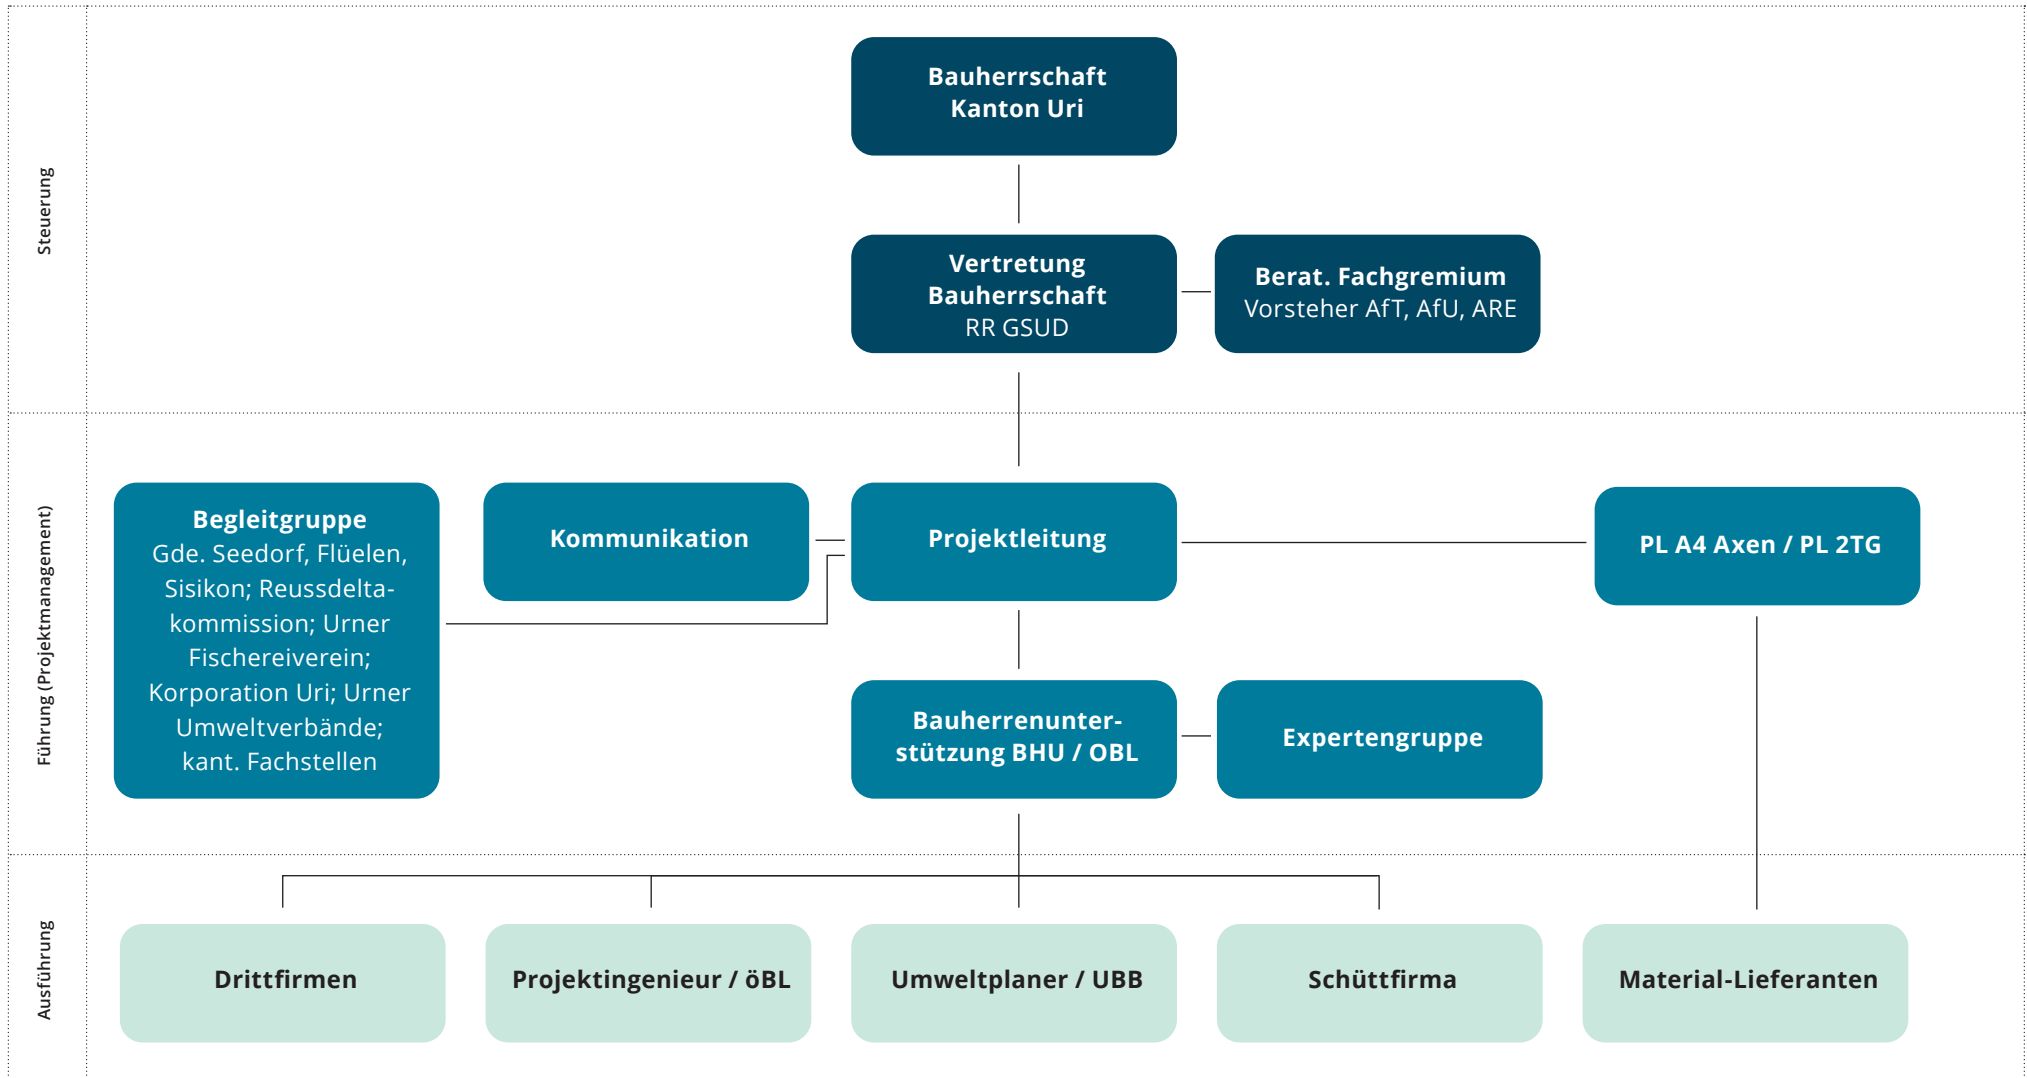 Steuerung
Bauherrschaft
Kanton Uri
Vertretung
Bauherrschaft
RR GSUD
Berat. Fachgremium
Vorsteher AfT, AfU, ARE
Führung (Projektmanagement)
Begleitgruppe
Gde. Seedorf, Flüelen,
Sisikon; Reussdelta-
kommission; Urner
Fischereiverein;
Korporation Uri; Urner
Umweltverbände;
kant. Fachstellen
Kommunikation
Projektleitung
PL A4 Axen / PL 2TG
Bauherrenunter-
stützung BHU / OBL
Expertengruppe
Ausführung
Drittfirmen
Projektingenieur / öBL
Umweltplaner / UBB
Schüttfirma
Material-Lieferanten